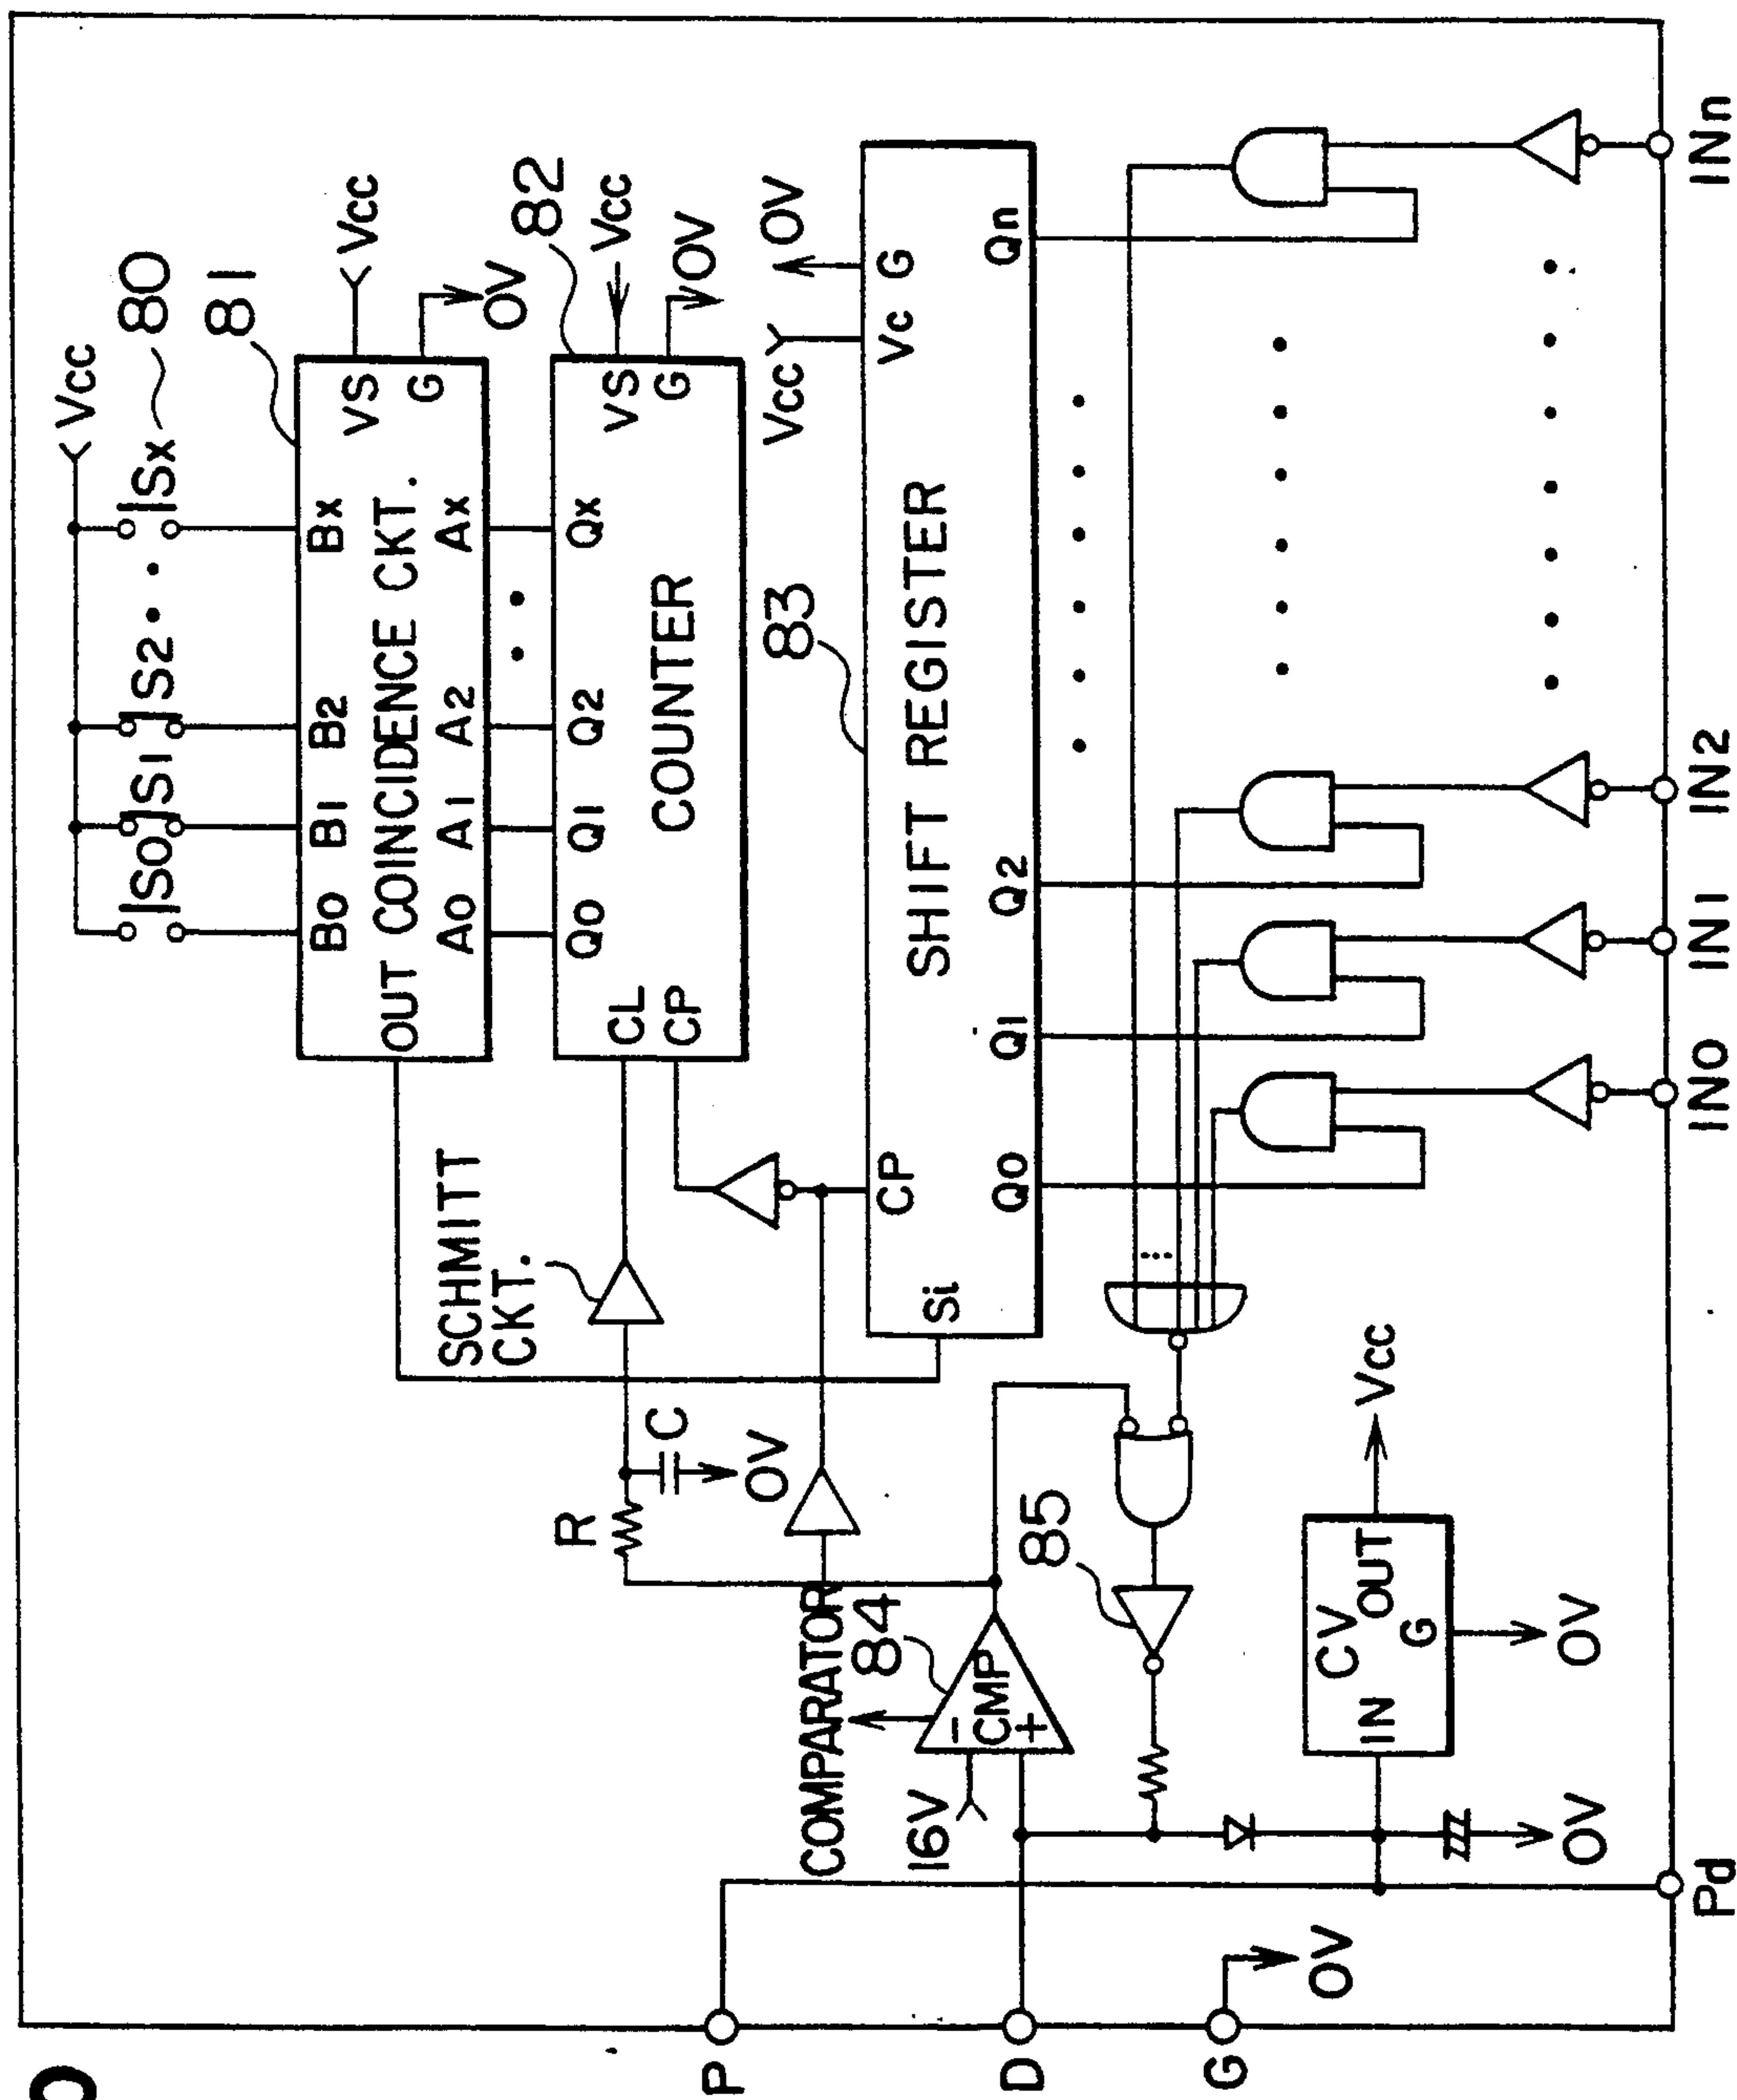 Vcc
S0 S1 S2 Sx
80
81
B0 B1 B2 Bx
VS
Vcc
OUT COINCIDENCE CKT.
G
0V
A0 A1 A2 Ax
82
Q0 Q1 Q2 Qx
CL
VS
Vcc
CP
COUNTER
G
0V
SCHMITT
CKT.
R
C
0V
83
Vcc
0V
CP
Vc
G
Si
SHIFT REGISTER
Q0 Q1 Q2 Qn
COMPARATOR
84
16V
-
CMP
+
85
CV
IN
OUT
G
Vcc
0V
0V
P
D
G
0V
Pd
IN0 IN1 IN2 INn